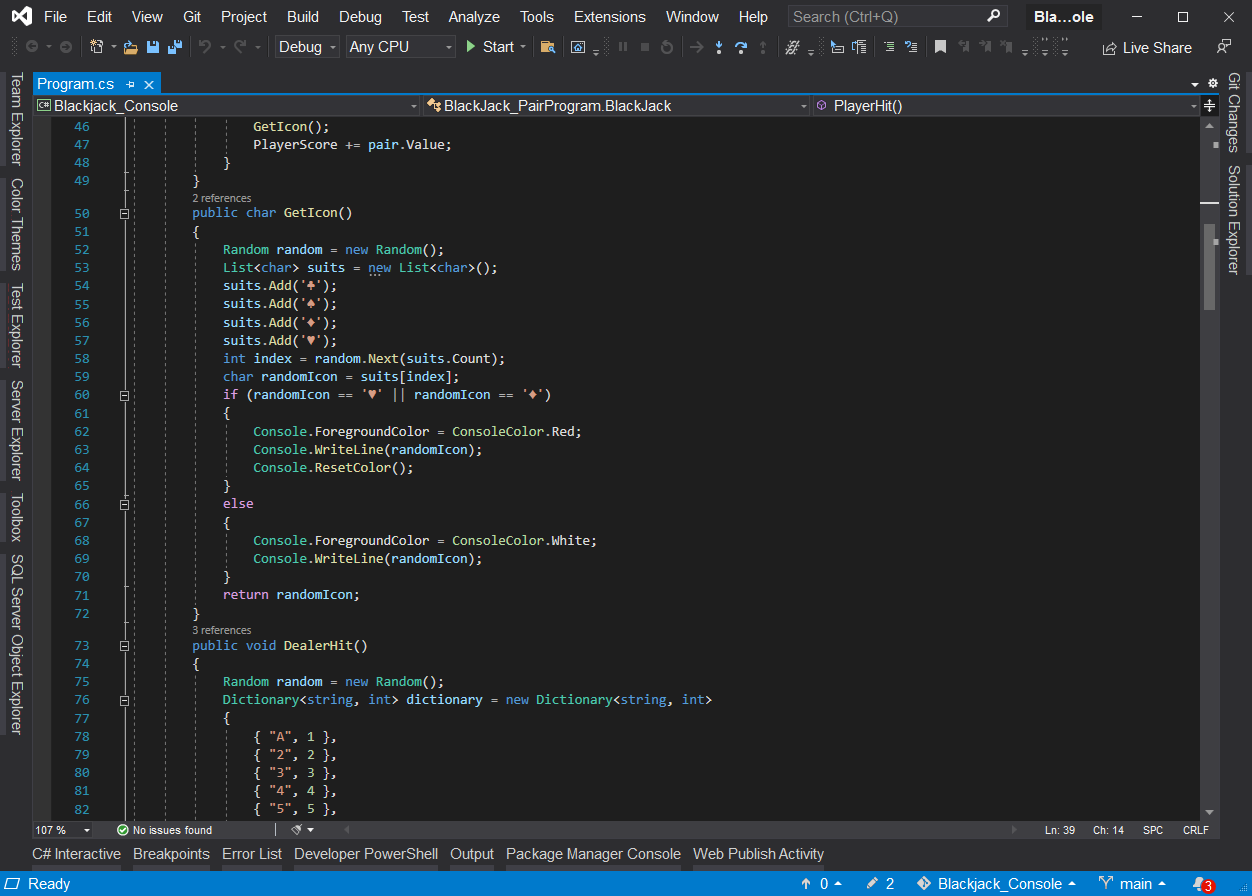 File Edit View Git Project Build Debug Test Analyze Tools Extensions Window Help Search (Ctrl+Q) Bla...ole
Debug Any CPU Start Live Share
Team Explorer
Color Themes
Test Explorer
Server Explorer
Toolbox
SQL Server Object Explorer
Program.cs
C# Blackjack_Console BlackJack_PairProgram.BlackJack PlayerHit()
46 GetIcon();
47 PlayerScore += pair.Value;
48 }
49 }
2 references
50 public char GetIcon()
51 {
52 Random random = new Random();
53 List<char> suits = new List<char>();
54 suits.Add('♣');
55 suits.Add('♠');
56 suits.Add('♦');
57 suits.Add('♥');
58 int index = random.Next(suits.Count);
59 char randomIcon = suits[index];
60 if (randomIcon == '♥' || randomIcon == '♦')
61 {
62 Console.ForegroundColor = ConsoleColor.Red;
63 Console.WriteLine(randomIcon);
64 Console.ResetColor();
65 }
66 else
67 {
68 Console.ForegroundColor = ConsoleColor.White;
69 Console.WriteLine(randomIcon);
70 }
71 return randomIcon;
72 }
3 references
73 public void DealerHit()
74 {
75 Random random = new Random();
76 Dictionary<string, int> dictionary = new Dictionary<string, int>
77 {
78 { "A", 1 },
79 { "2", 2 },
80 { "3", 3 },
81 { "4", 4 },
82 { "5", 5 },
Git Changes
Solution Explorer
107 % No issues found Ln: 39 Ch: 14 SPC CRLF
C# Interactive Breakpoints Error List Developer PowerShell Output Package Manager Console Web Publish Activity
Ready 0 2 Blackjack_Console main 3